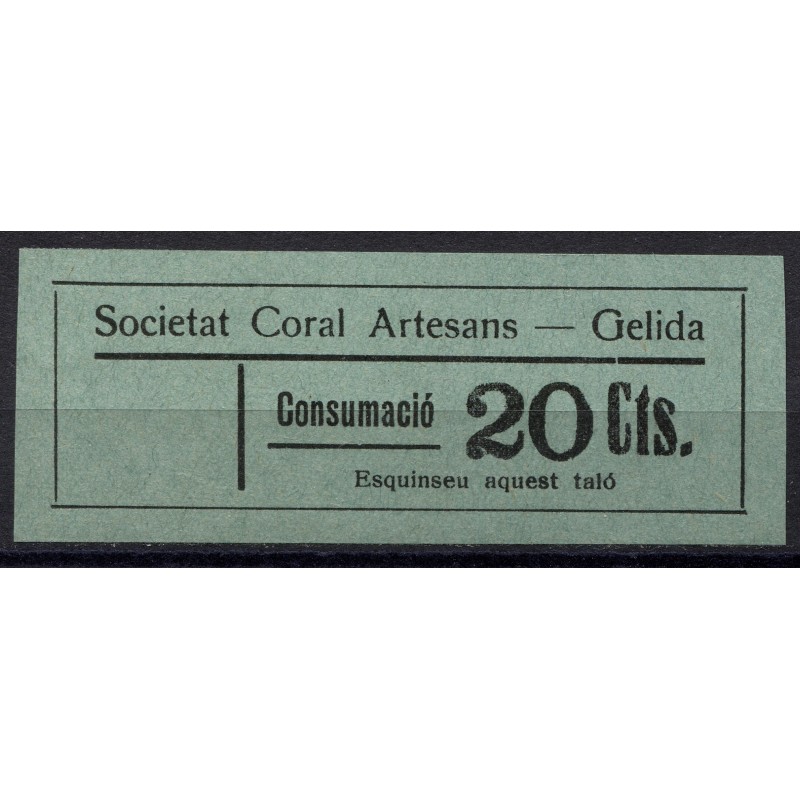 Societat Coral Artesans — Gelida
Consumació 20 Cts.
Esquinseu aquest taló